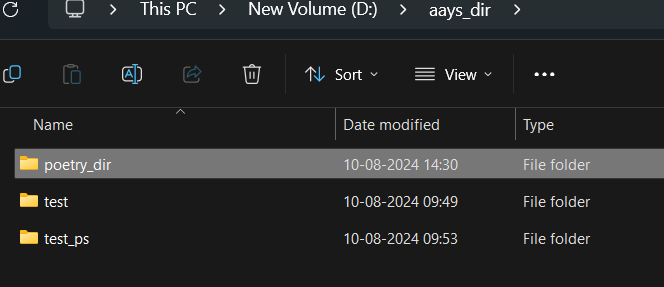 This PC > New Volume (D:) > aays_dir >
Sort View
Name Date modified Type
poetry_dir 10-08-2024 14:30 File folder
test 10-08-2024 09:49 File folder
test_ps 10-08-2024 09:53 File folder